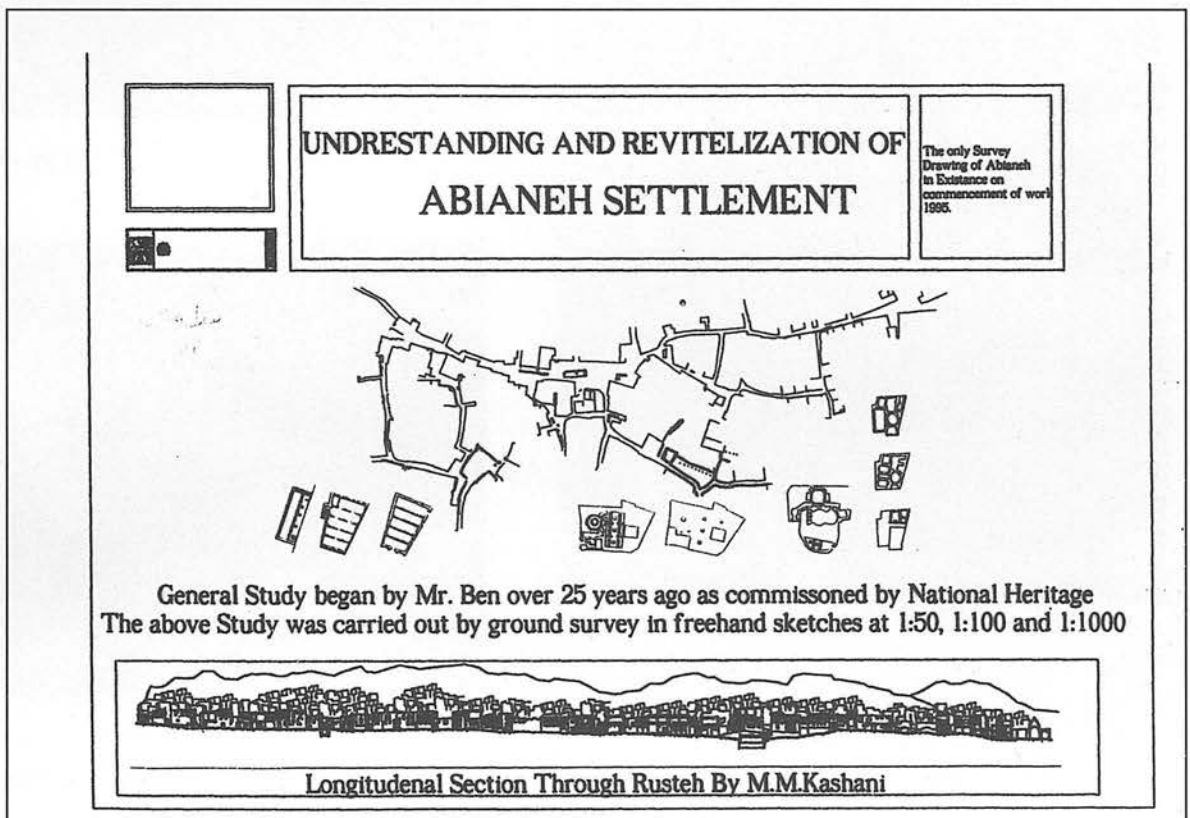 UNDRESTANDING AND REVITELIZATION OF
ABIANEH SETTLEMENT
The only Survey
Drawing of Abianeh
in Existance on
commencement of work
1995.
General Study began by Mr. Ben over 25 years ago as commissoned by National Heritage
The above Study was carried out by ground survey in freehand sketches at 1:50, 1:100 and 1:1000
Longitudenal Section Through Rusteh By M.M.Kashani